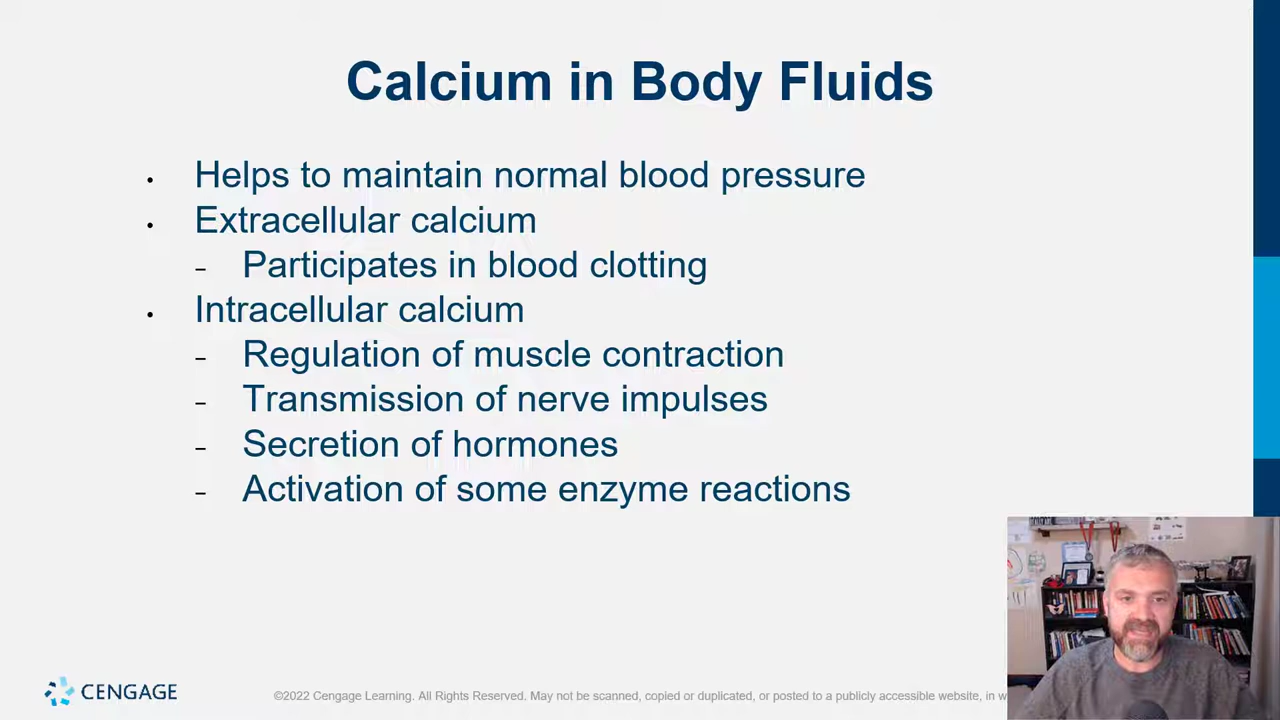 Calcium in Body Fluids
• Helps to maintain normal blood pressure
• Extracellular calcium
– Participates in blood clotting
• Intracellular calcium
– Regulation of muscle contraction
– Transmission of nerve impulses
– Secretion of hormones
– Activation of some enzyme reactions
CENGAGE
©2022 Cengage Learning. All Rights Reserved. May not be scanned, copied or duplicated, or posted to a publicly accessible website, in w